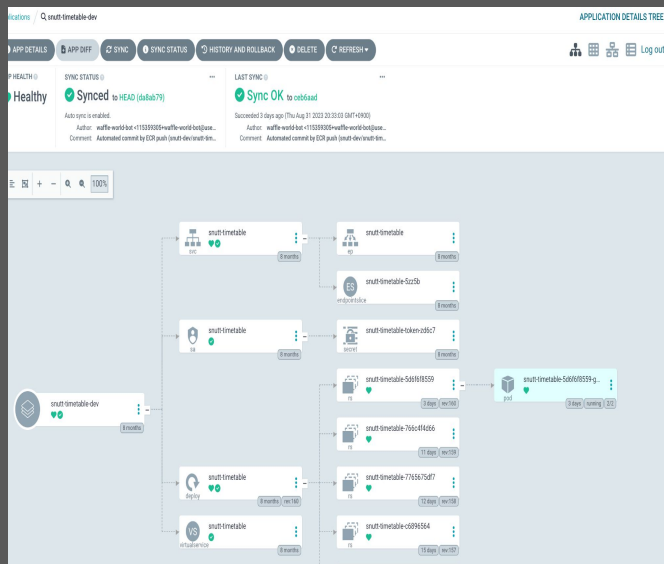 plications / snutt-timetable-dev
APPLICATION DETAILS TREE
APP DETAILS
APP DIFF
SYNC
SYNC STATUS
HISTORY AND ROLLBACK
DELETE
REFRESH
Log out
P HEALTH
Healthy
SYNC STATUS
Synced to HEAD (da8ab79)
Auto sync is enabled.
Author: waffle-world-bot <115359305+waffle-world-bot@use...
Comment: Automated commit by ECR push (snutt-dev/snutt-tim...
LAST SYNC
Sync OK to ceb6aad
Succeeded 3 days ago (Thu Aug 31 2023 20:33:03 GMT+0900)
Author: waffle-world-bot <115359305+waffle-world-bot@use...
Comment: Automated commit by ECR push (snutt-dev/snutt-tim...
100%
snutt-timetable-dev
8 months
svc
snutt-timetable
8 months
ep
snutt-timetable
8 months
ES
endpointslice
snutt-timetable-5zz5b
8 months
sa
snutt-timetable
8 months
secret
snutt-timetable-token-zd6c7
8 months
deploy
snutt-timetable
8 months rev:160
rs
snutt-timetable-5d6f6f8559
3 days rev:160
pod
snutt-timetable-5d6f6f8559-g...
3 days running 2/2
rs
snutt-timetable-766c4f4d66
11 days rev:159
rs
snutt-timetable-7765675df7
12 days rev:158
rs
snutt-timetable-c6896564
15 days rev:157
VS
virtualservice
snutt-timetable
8 months